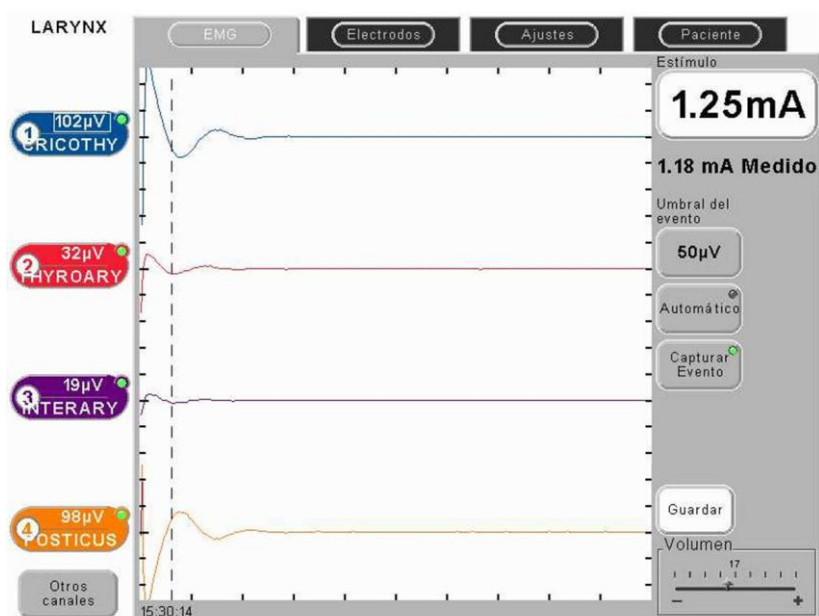 LARYNX
EMG
Electrodos
Ajustes
Paciente
Estímulo
1.25mA
1.18 mA Medido
Umbral del
evento
50µV
Automático
Capturar
Evento
Guardar
Volumen
17
- +
1
102µV
CRICOTHY
2
32µV
THYROARY
3
19µV
INTERARY
4
98µV
POSTICUS
Otros
canales
15:30:14